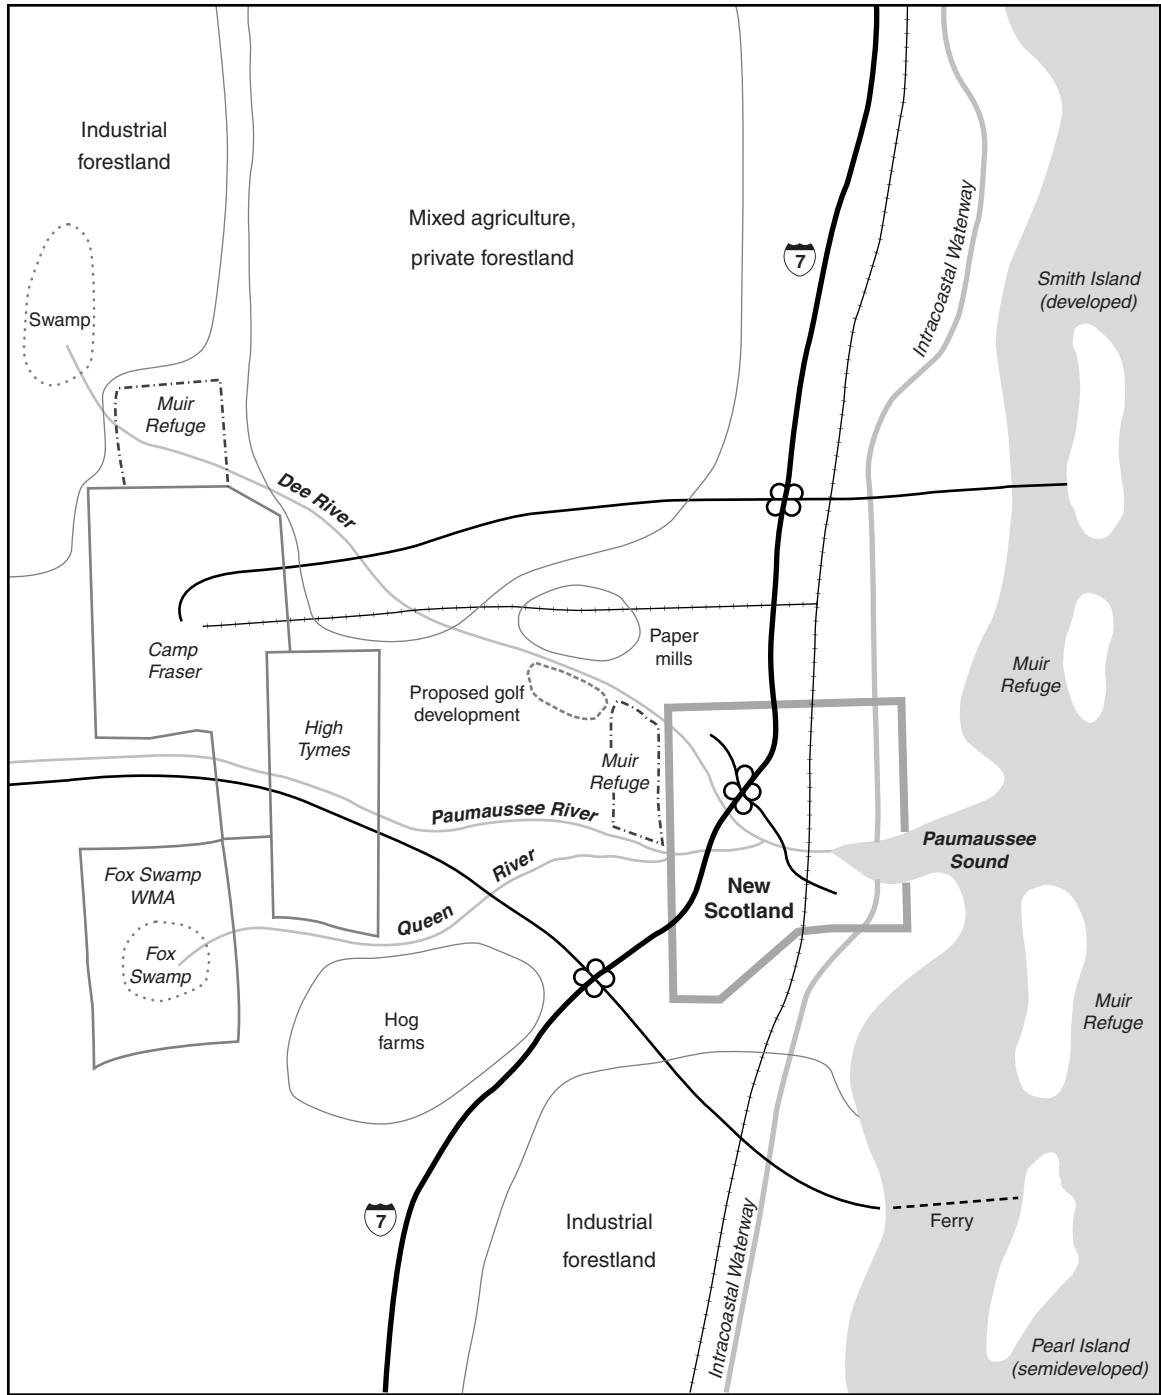 Industrial
forestland
Mixed agriculture,
private forestland
7
Intracoastal Waterway
Smith Island
(developed)
Swamp
Muir
Refuge
Dee River
Camp
Fraser
Paper
mills
Muir
Refuge
Proposed golf
development
High
Tymes
Muir
Refuge
Paumaussee River
Paumaussee
Sound
River
Queen
New
Scotland
Fox Swamp
WMA
Fox
Swamp
Hog
farms
Muir
Refuge
7
Industrial
forestland
Intracoastal Waterway
Ferry
Pearl Island
(semideveloped)